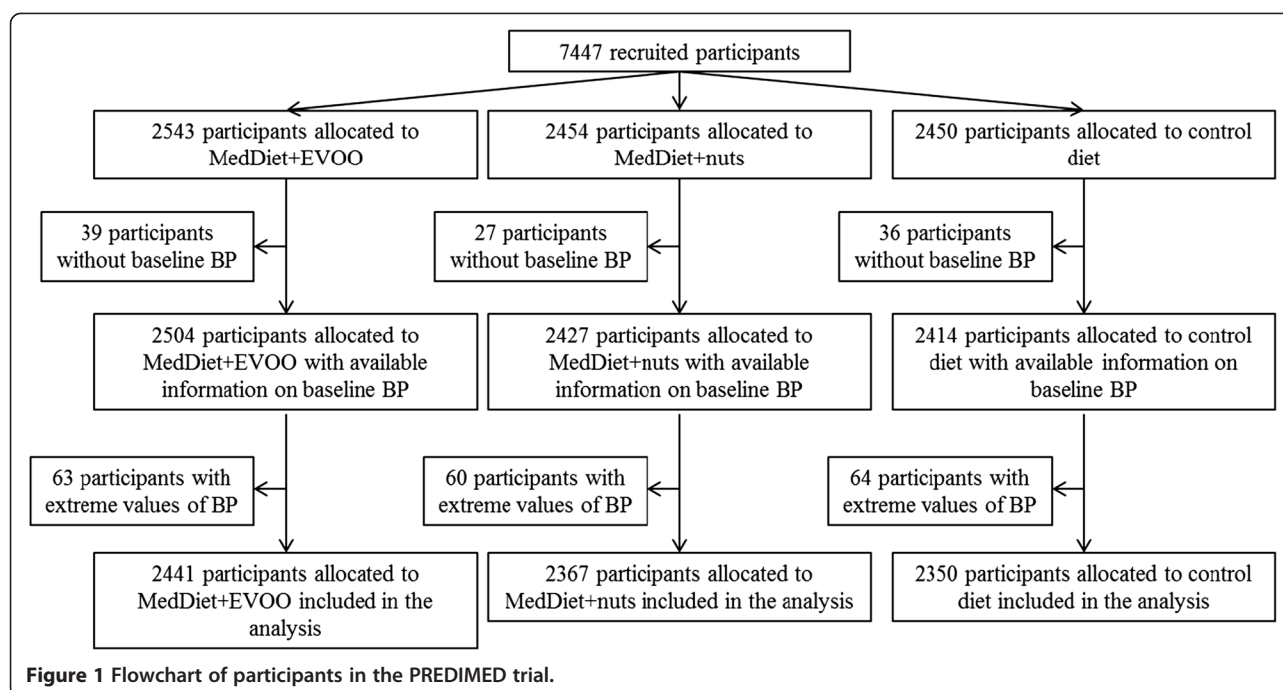 7447 recruited participants
2543 participants allocated to
MedDiet+EVOO
2454 participants allocated to
MedDiet+nuts
2450 participants allocated to control
diet
39 participants
without baseline BP
27 participants
without baseline BP
36 participants
without baseline BP
2504 participants allocated to
MedDiet+EVOO with available
information on baseline BP
2427 participants allocated to
MedDiet+nuts with available
information on baseline BP
2414 participants allocated to control
diet with available information on
baseline BP
63 participants with
extreme values of BP
60 participants with
extreme values of BP
64 participants with
extreme values of BP
2441 participants allocated to
MedDiet+EVOO included in the
analysis
2367 participants allocated to
MedDiet+nuts included in the analysis
2350 participants allocated to control
diet included in the analysis
Figure 1 Flowchart of participants in the PREDIMED trial.